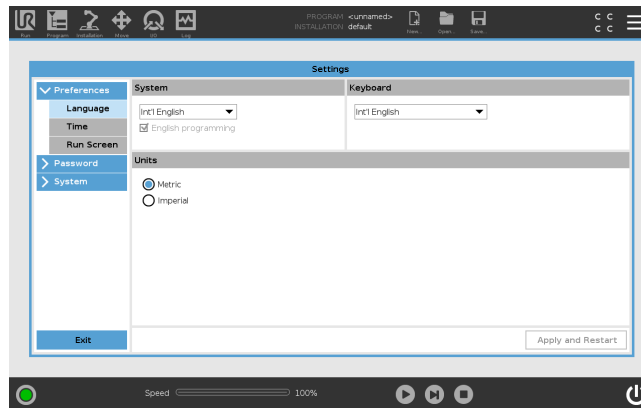 PROGRAM <unnamed>
INSTALLATION default
C C
C C
Run Program Installation Move I/O Log New... Open... Save...
Settings
Preferences
Language
Time
Run Screen
Password
System
Exit
System
Int'l English
English programming
Keyboard
Int'l English
Units
Metric
Imperial
Apply and Restart
Speed 100%